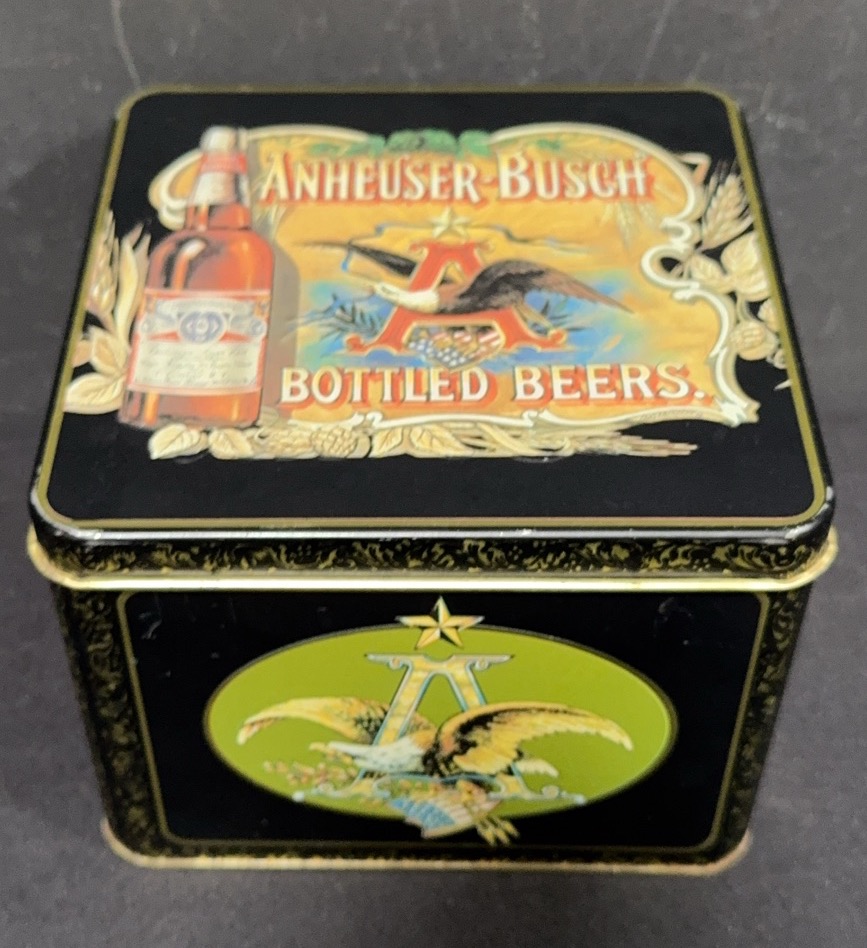 ANHEUSER-BUSCH
A
BOTTLED BEERS.
A